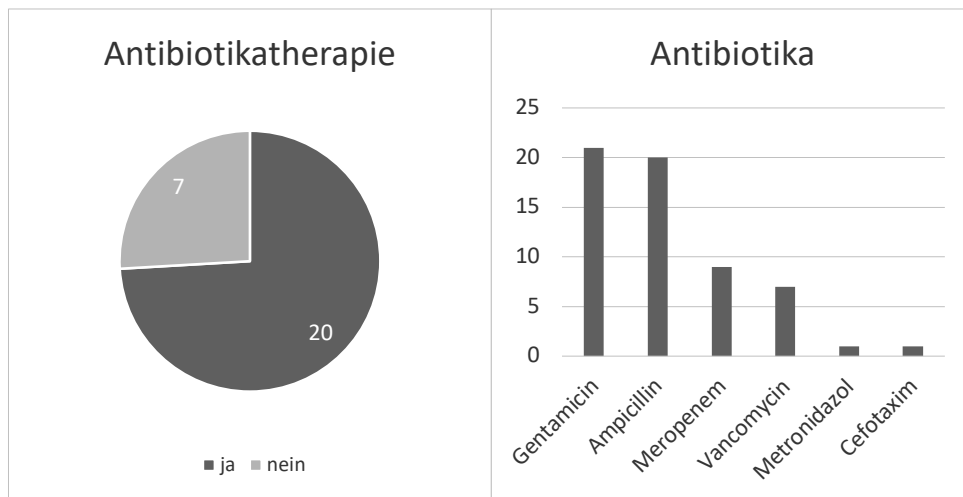 Antibiotikatherapie
7
20
ja nein
Antibiotika
25
20
15
10
5
0
Gentamicin
Ampicillin
Meropenem
Vancomycin
Metronidazol
Cefotaxim